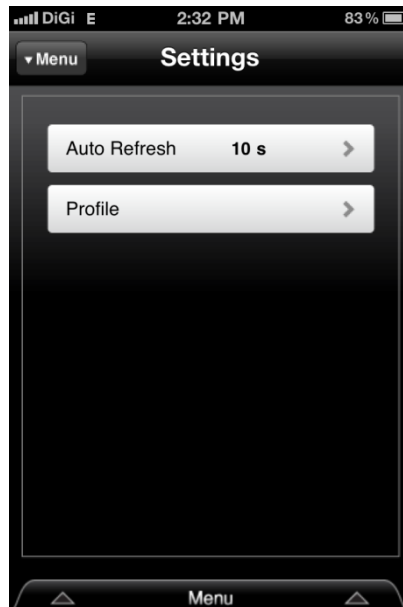 DiGi E 2:32 PM 83%
Menu Settings
Auto Refresh 10 s
Profile
Menu